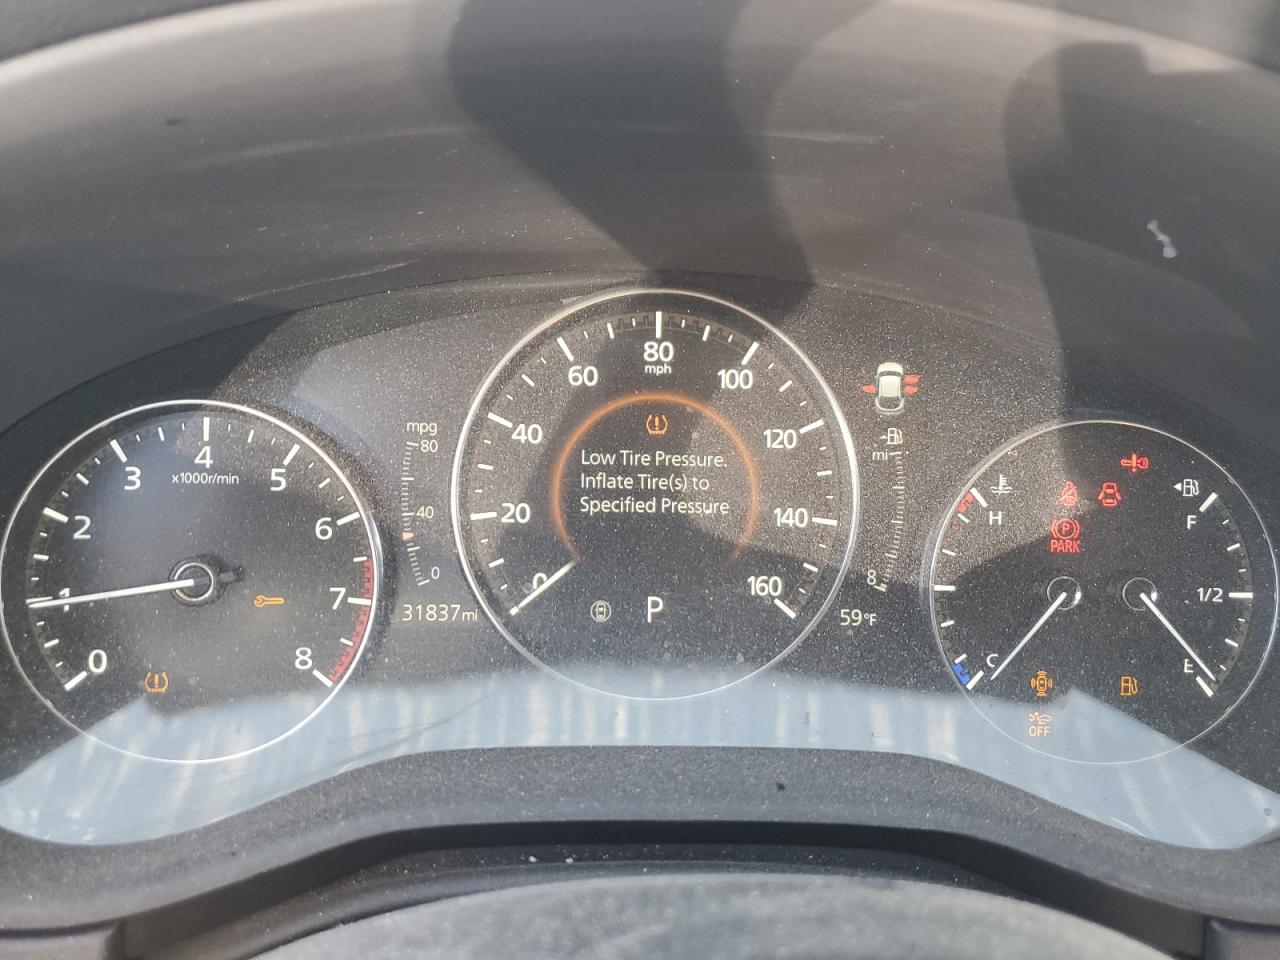 0
1
2
3
4
x1000r/min
5
6
7
8
mpg
80
40
0
31837mi
0
20
40
60
80
mph
100
120
140
160
Low Tire Pressure.
Inflate Tire(s) to
Specified Pressure
P
mi
8
59°F
H
C
P
PARK
F
1/2
E
OFF